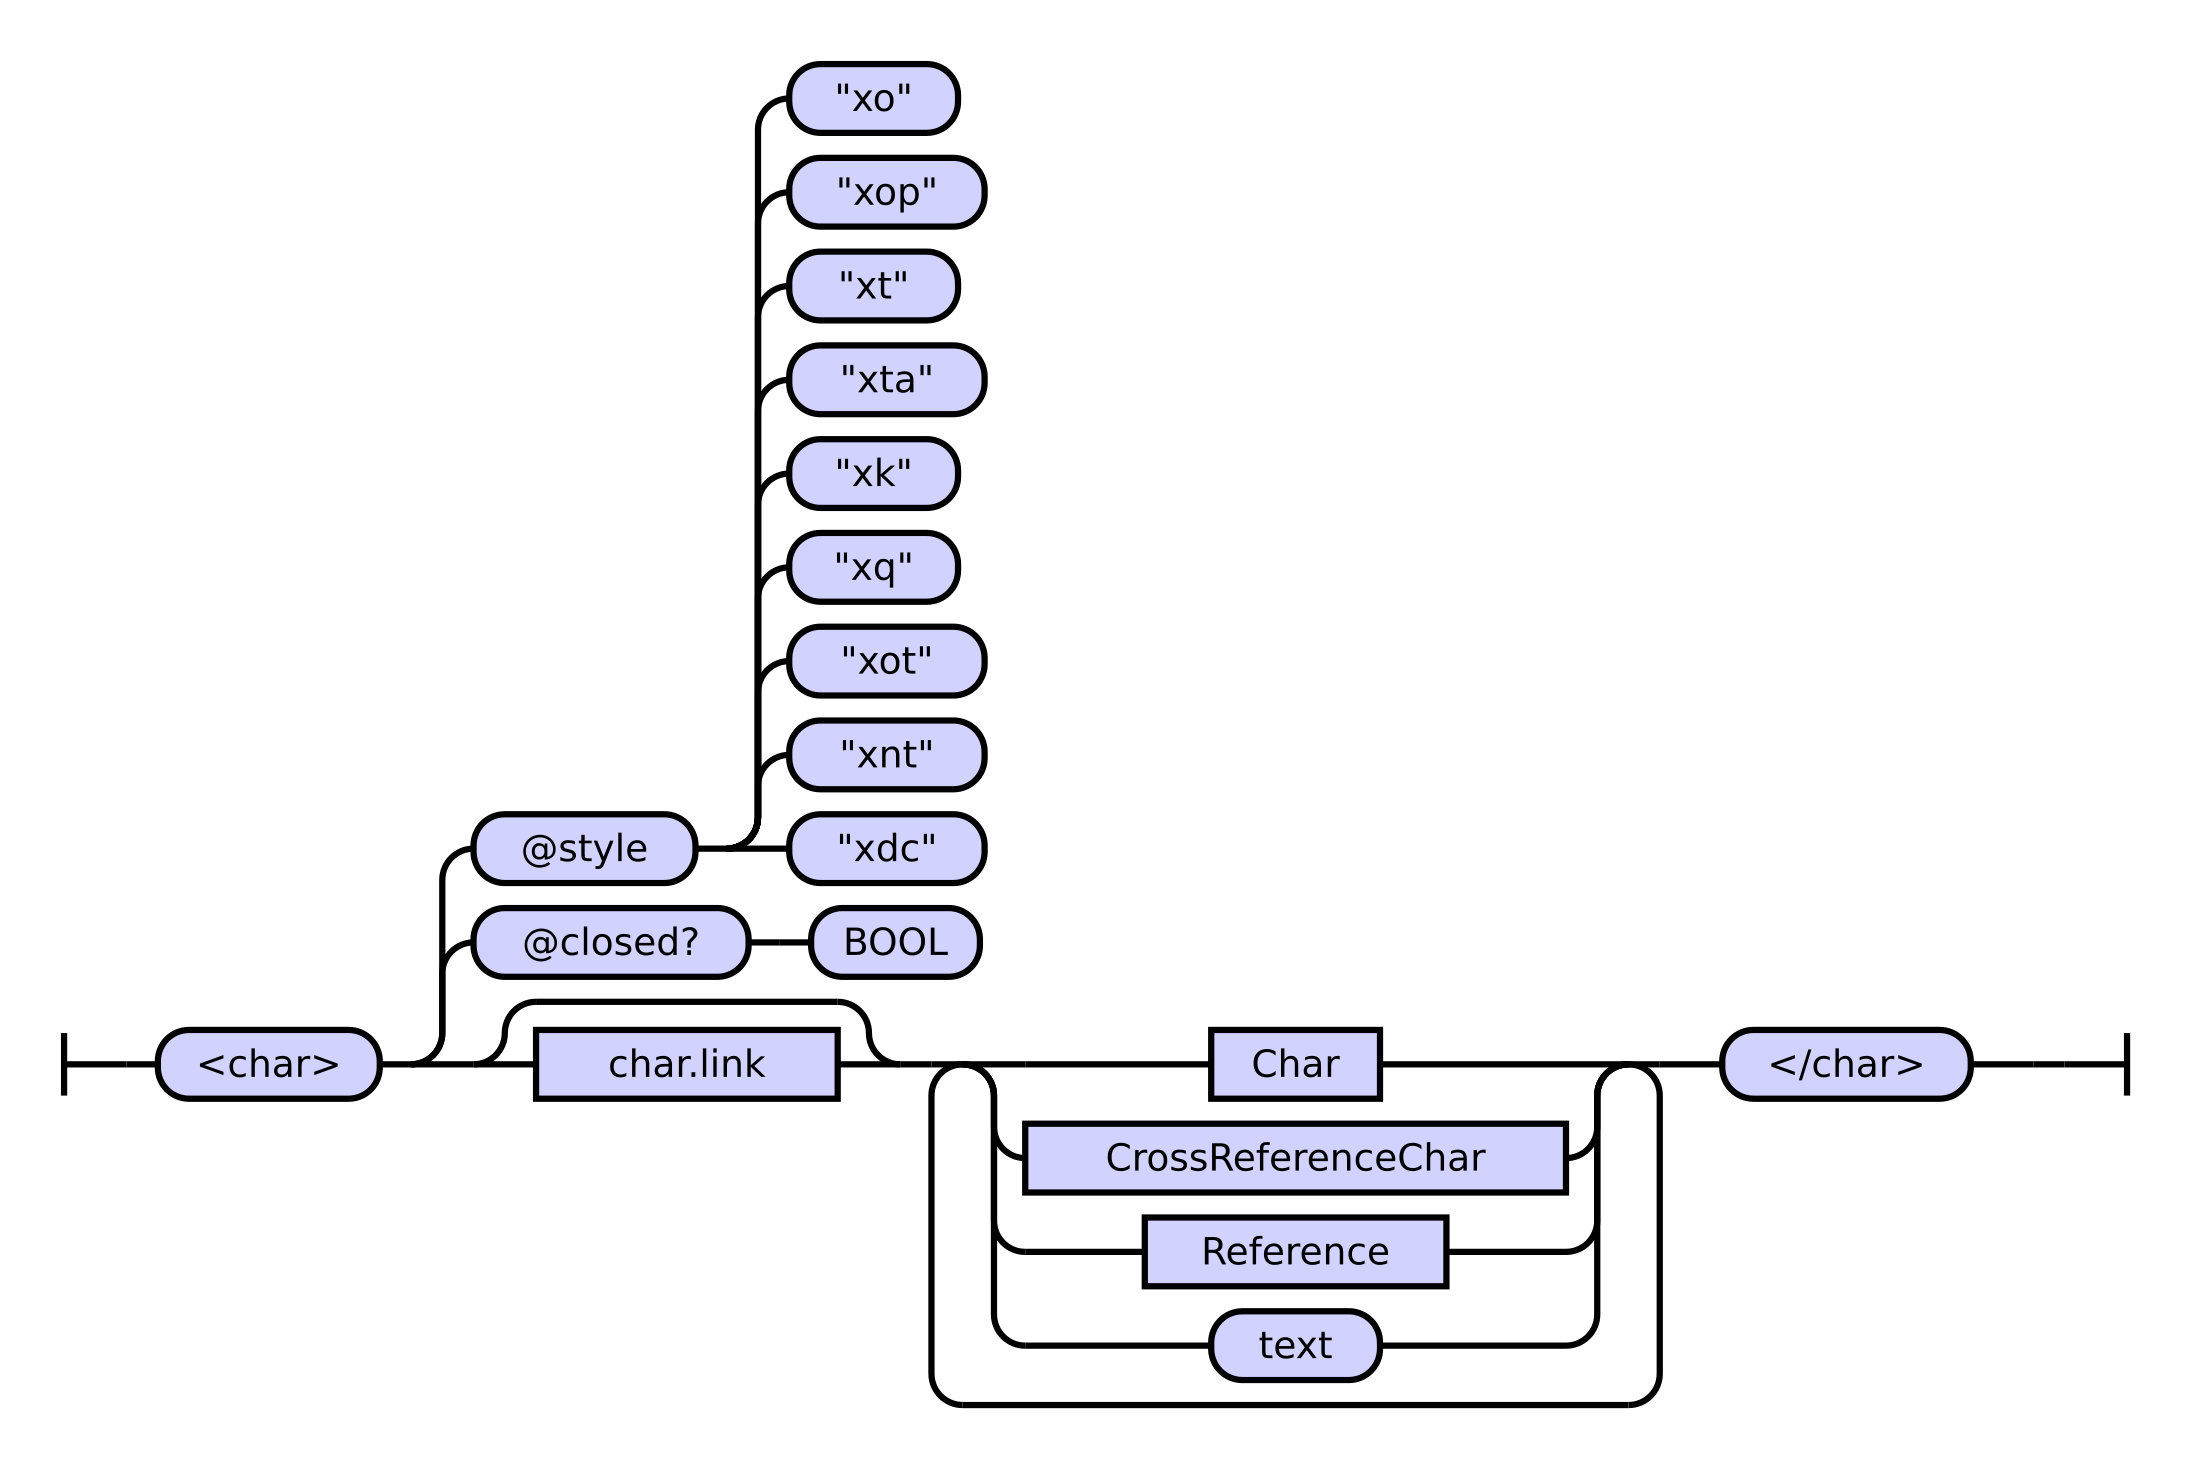 "xo"
"xop"
"xt"
"xta"
"xk"
"xq"
"xot"
"xnt"
@style "xdc"
@closed? BOOL
<char> char.link Char </char>
CrossReferenceChar
Reference
text